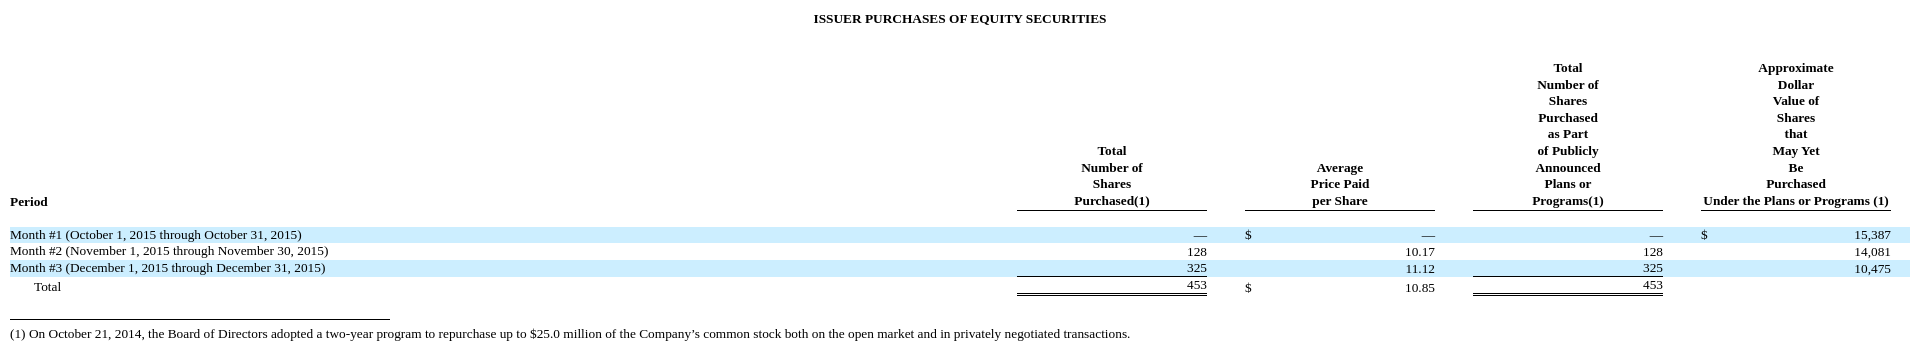 ISSUER PURCHASES OF EQUITY SECURITIES
Period
Total
Number of
Shares
Purchased(1)
Average
Price Paid
per Share
Total
Number of
Shares
Purchased
as Part
of Publicly
Announced
Plans or
Programs(1)
Approximate
Dollar
Value of
Shares
that
May Yet
Be
Purchased
Under the Plans or Programs (1)
Month #1 (October 1, 2015 through October 31, 2015) — $ — — $ 15,387
Month #2 (November 1, 2015 through November 30, 2015) 128 10.17 128 14,081
Month #3 (December 1, 2015 through December 31, 2015) 325 11.12 325 10,475
Total 453 $ 10.85 453
(1) On October 21, 2014, the Board of Directors adopted a two-year program to repurchase up to $25.0 million of the Company’s common stock both on the open market and in privately negotiated transactions.